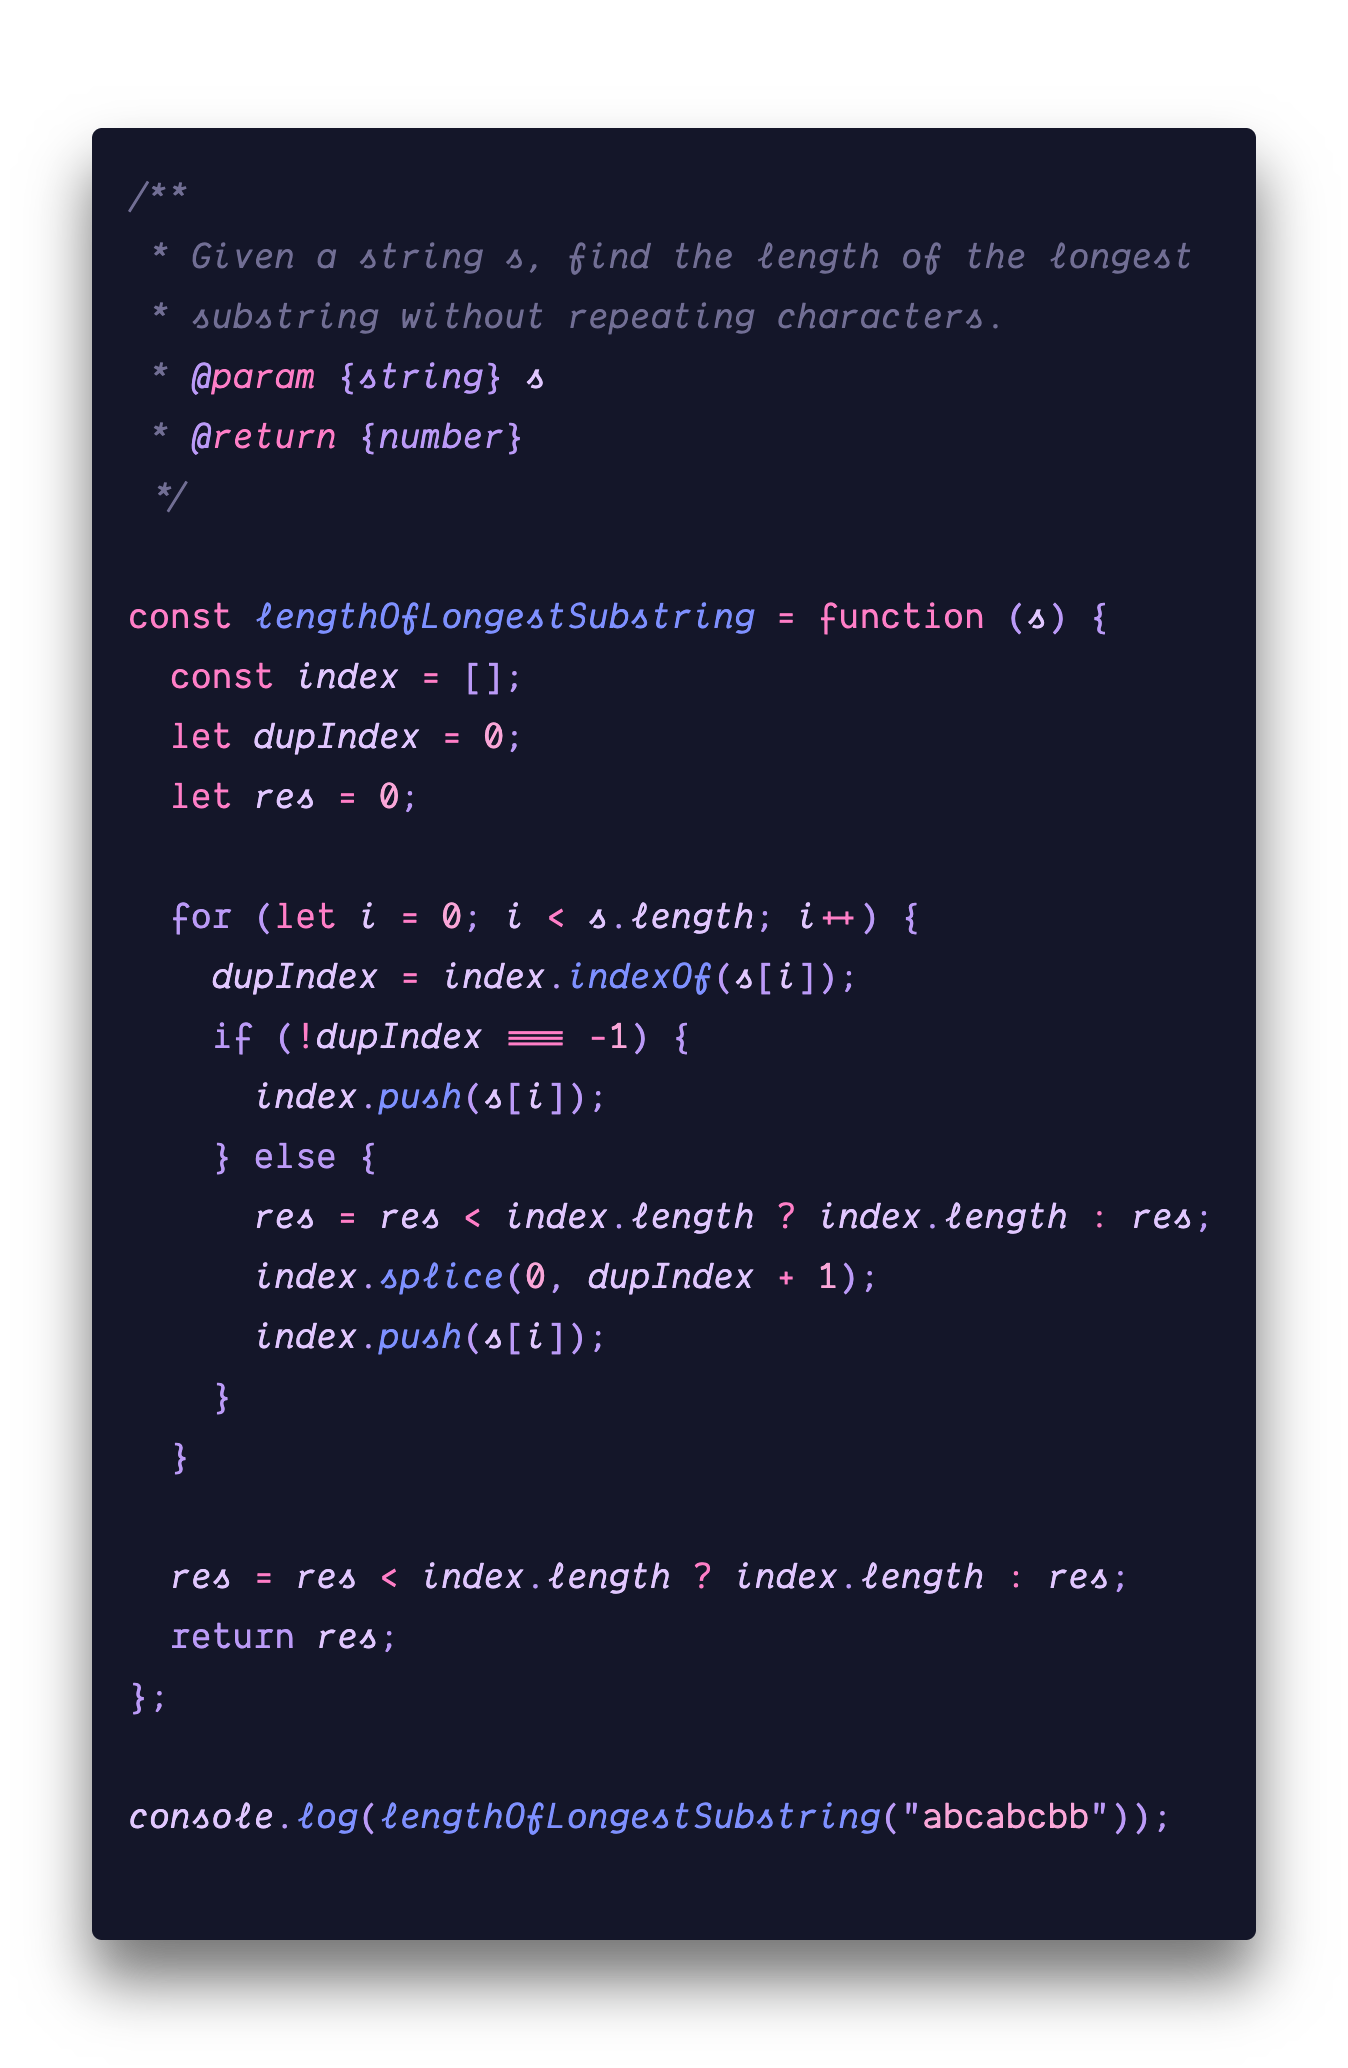 /**
 * Given a string s, find the length of the longest
 * substring without repeating characters.
 * @param {string} s
 * @return {number}
 */

const lengthOfLongestSubstring = function (s) {
  const index = [];
  let dupIndex = 0;
  let res = 0;

  for (let i = 0; i < s.length; i++) {
    dupIndex = index.indexOf(s[i]);
    if (!dupIndex === -1) {
      index.push(s[i]);
    } else {
      res = res < index.length ? index.length : res;
      index.splice(0, dupIndex + 1);
      index.push(s[i]);
    }
  }

  res = res < index.length ? index.length : res;
  return res;
};

console.log(lengthOfLongestSubstring("abcabcbb"));